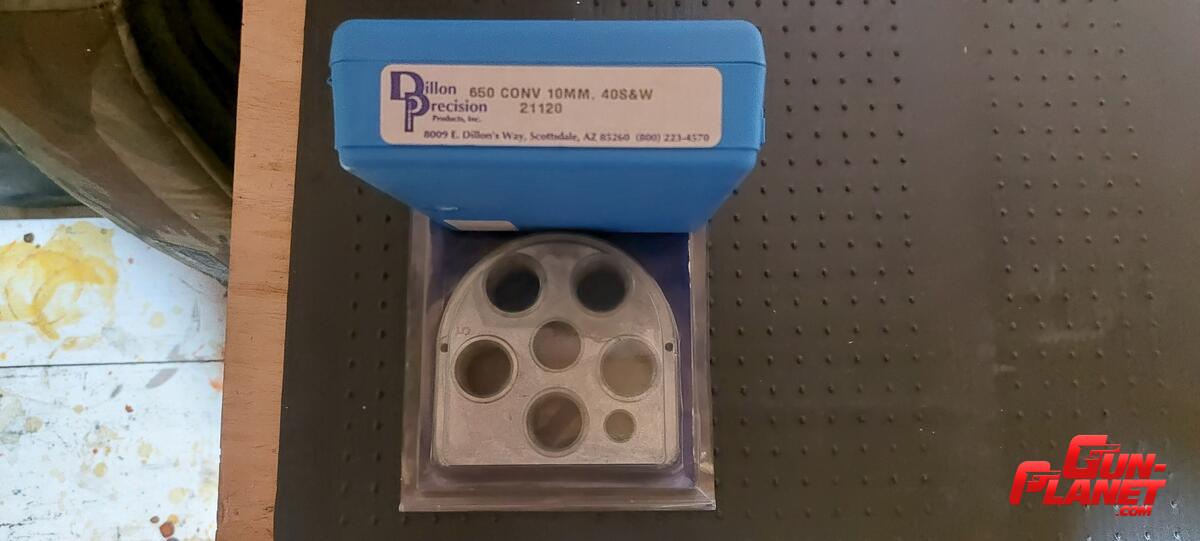 Dillon
Precision
Products, Inc.
650 CONV 10MM, 40S&W
21120
8009 E. Dillon's Way, Scottsdale, AZ 85260 (800) 223-4570
GUN-
PLANET
.COM